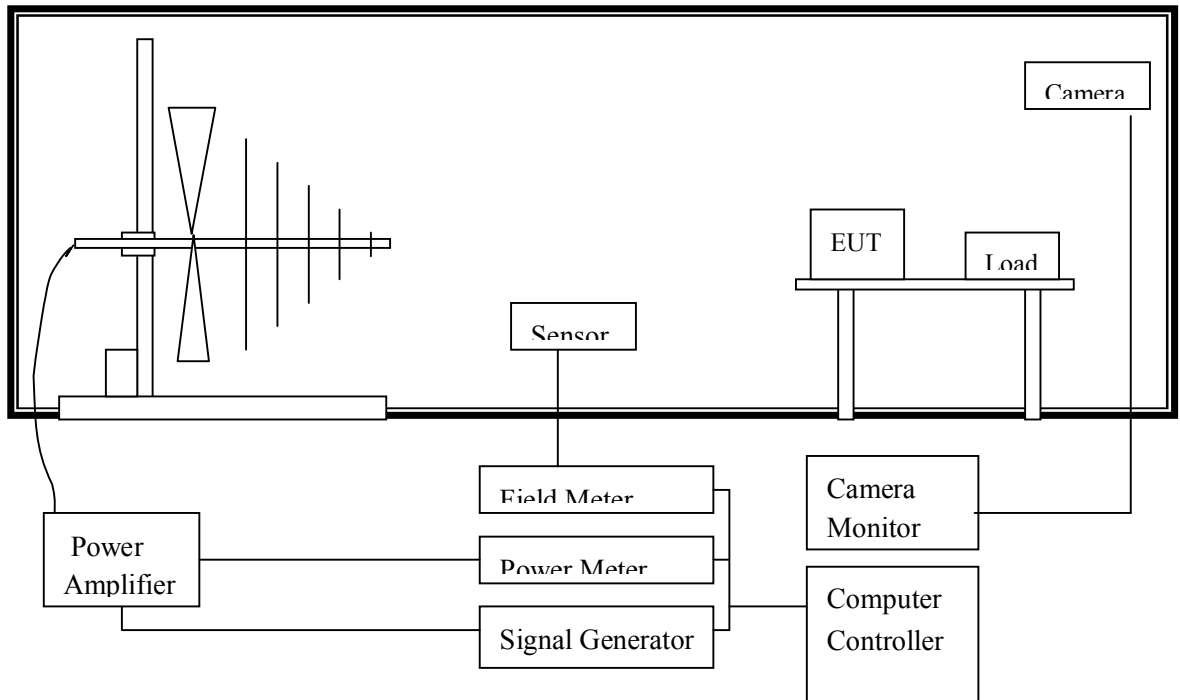 Camera
EUT
Load
Sensor
Field Meter
Camera
Monitor
Power
Amplifier
Power Meter
Computer
Controller
Signal Generator